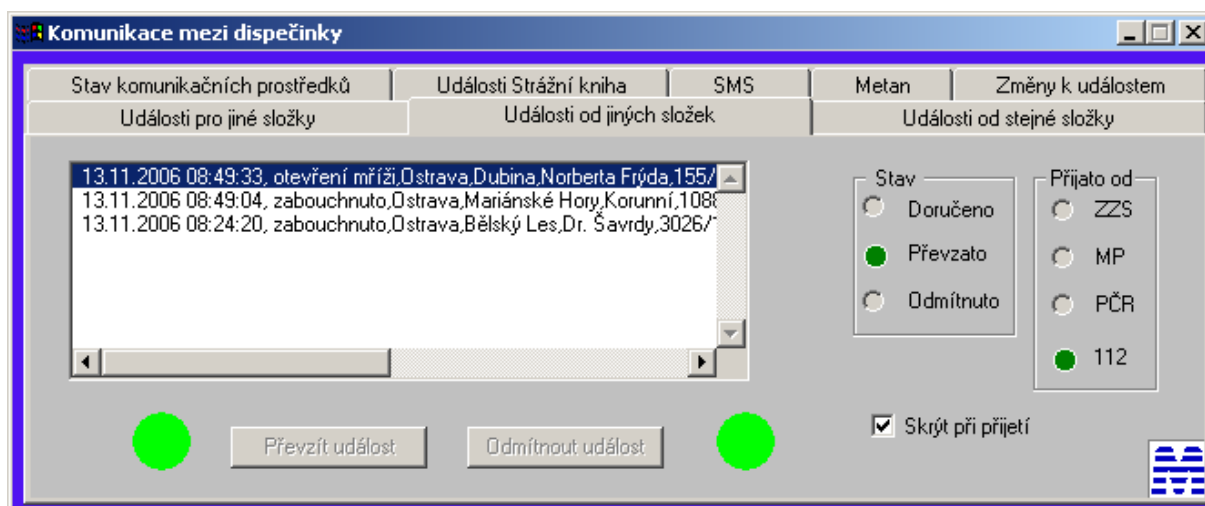 Komunikace mezi dispečinky
Stav komunikačních prostředků Události Strážní kniha SMS Metan Změny k událostem
Události pro jiné složky Události od jiných složek Události od stejné složky
13.11.2006 08:49:33, otevření mříží,Ostrava,Dubina,Norberta Frýda,155/
13.11.2006 08:49:04, zabouchnuto,Ostrava,Mariánské Hory,Korunní,108
13.11.2006 08:24:20, zabouchnuto,Ostrava,Bělský Les,Dr. Šavrdy,3026/
Stav
Doručeno
Převzato
Odmítnuto
Přijato od
ZZS
MP
PČR
112
Převzít událost Odmítnout událost
Skrýt při přijetí